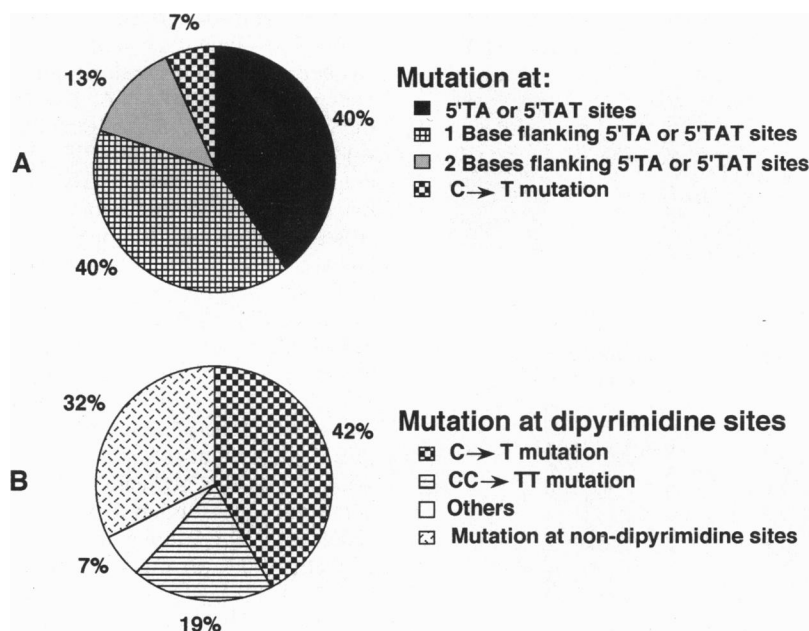 7%
13%
40%
40%
A
Mutation at:
5'TA or 5'TAT sites
1 Base flanking 5'TA or 5'TAT sites
2 Bases flanking 5'TA or 5'TAT sites
C→T mutation
32%
42%
7%
19%
B
Mutation at dipyrimidine sites
C→T mutation
CC→TT mutation
Others
Mutation at non-dipyrimidine sites